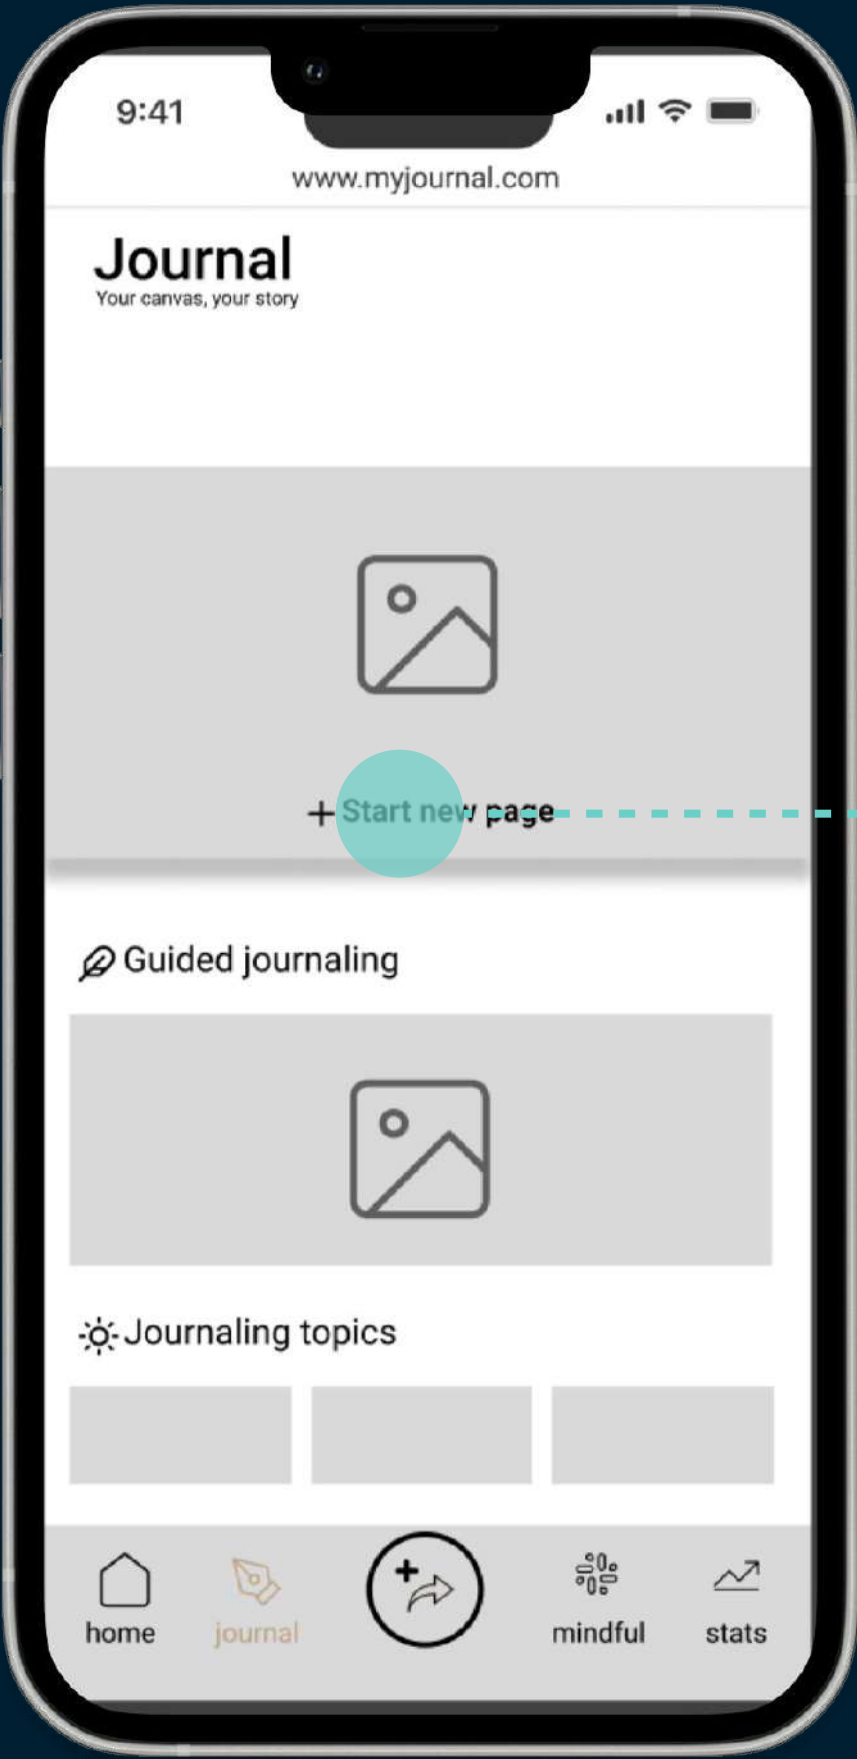 9:41
www.myjournal.com
Journal
Your canvas, your story
+ Start new page
Guided journaling
Journaling topics
home journal mindful stats